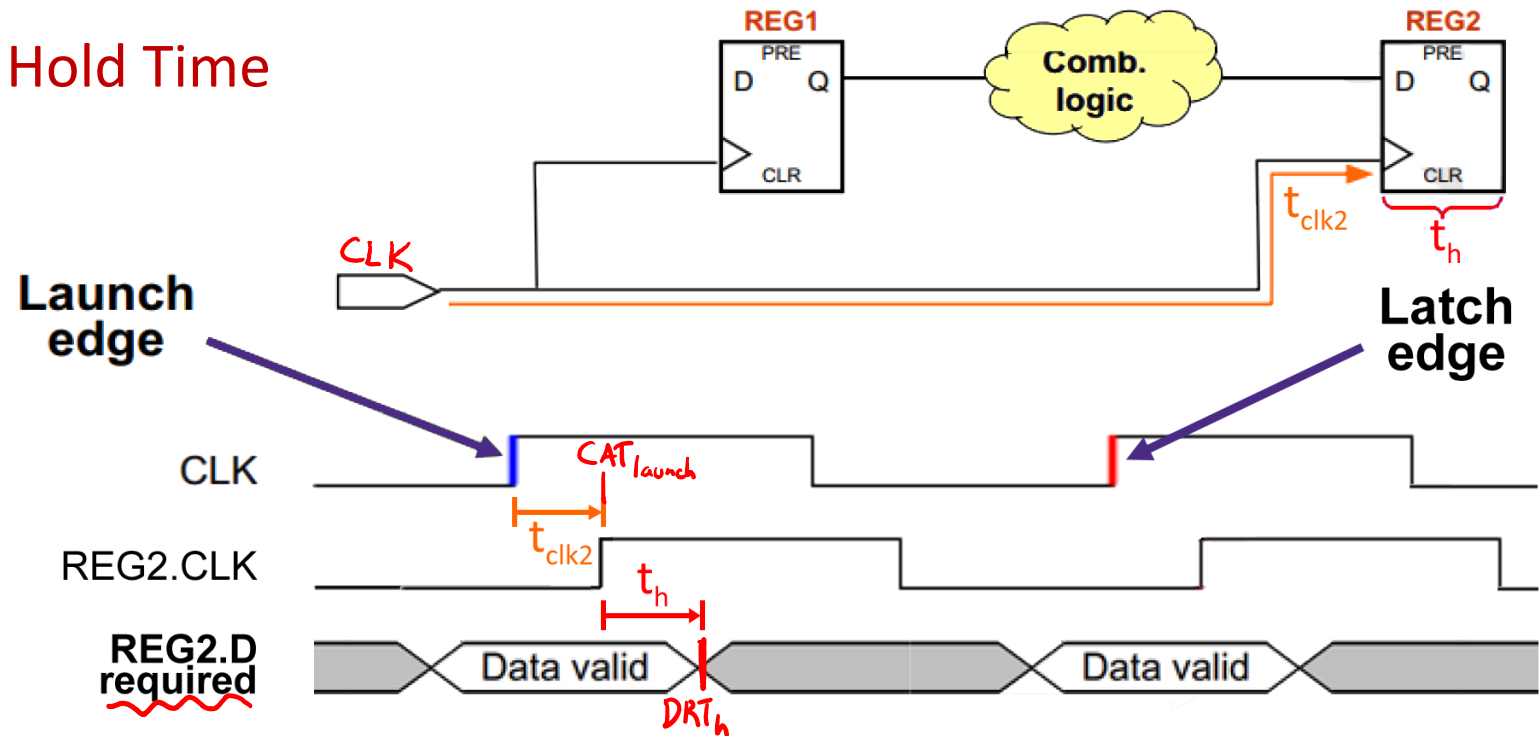 Hold Time
REG1
PRE
D Q
CLR
Comb.
logic
REG2
PRE
D Q
CLR
t_clk2
t_h
CLK
Launch
edge
Latch
edge
CLK
CAT_launch
t_clk2
REG2.CLK
t_h
REG2.D
required
Data valid
Data valid
DRT_h